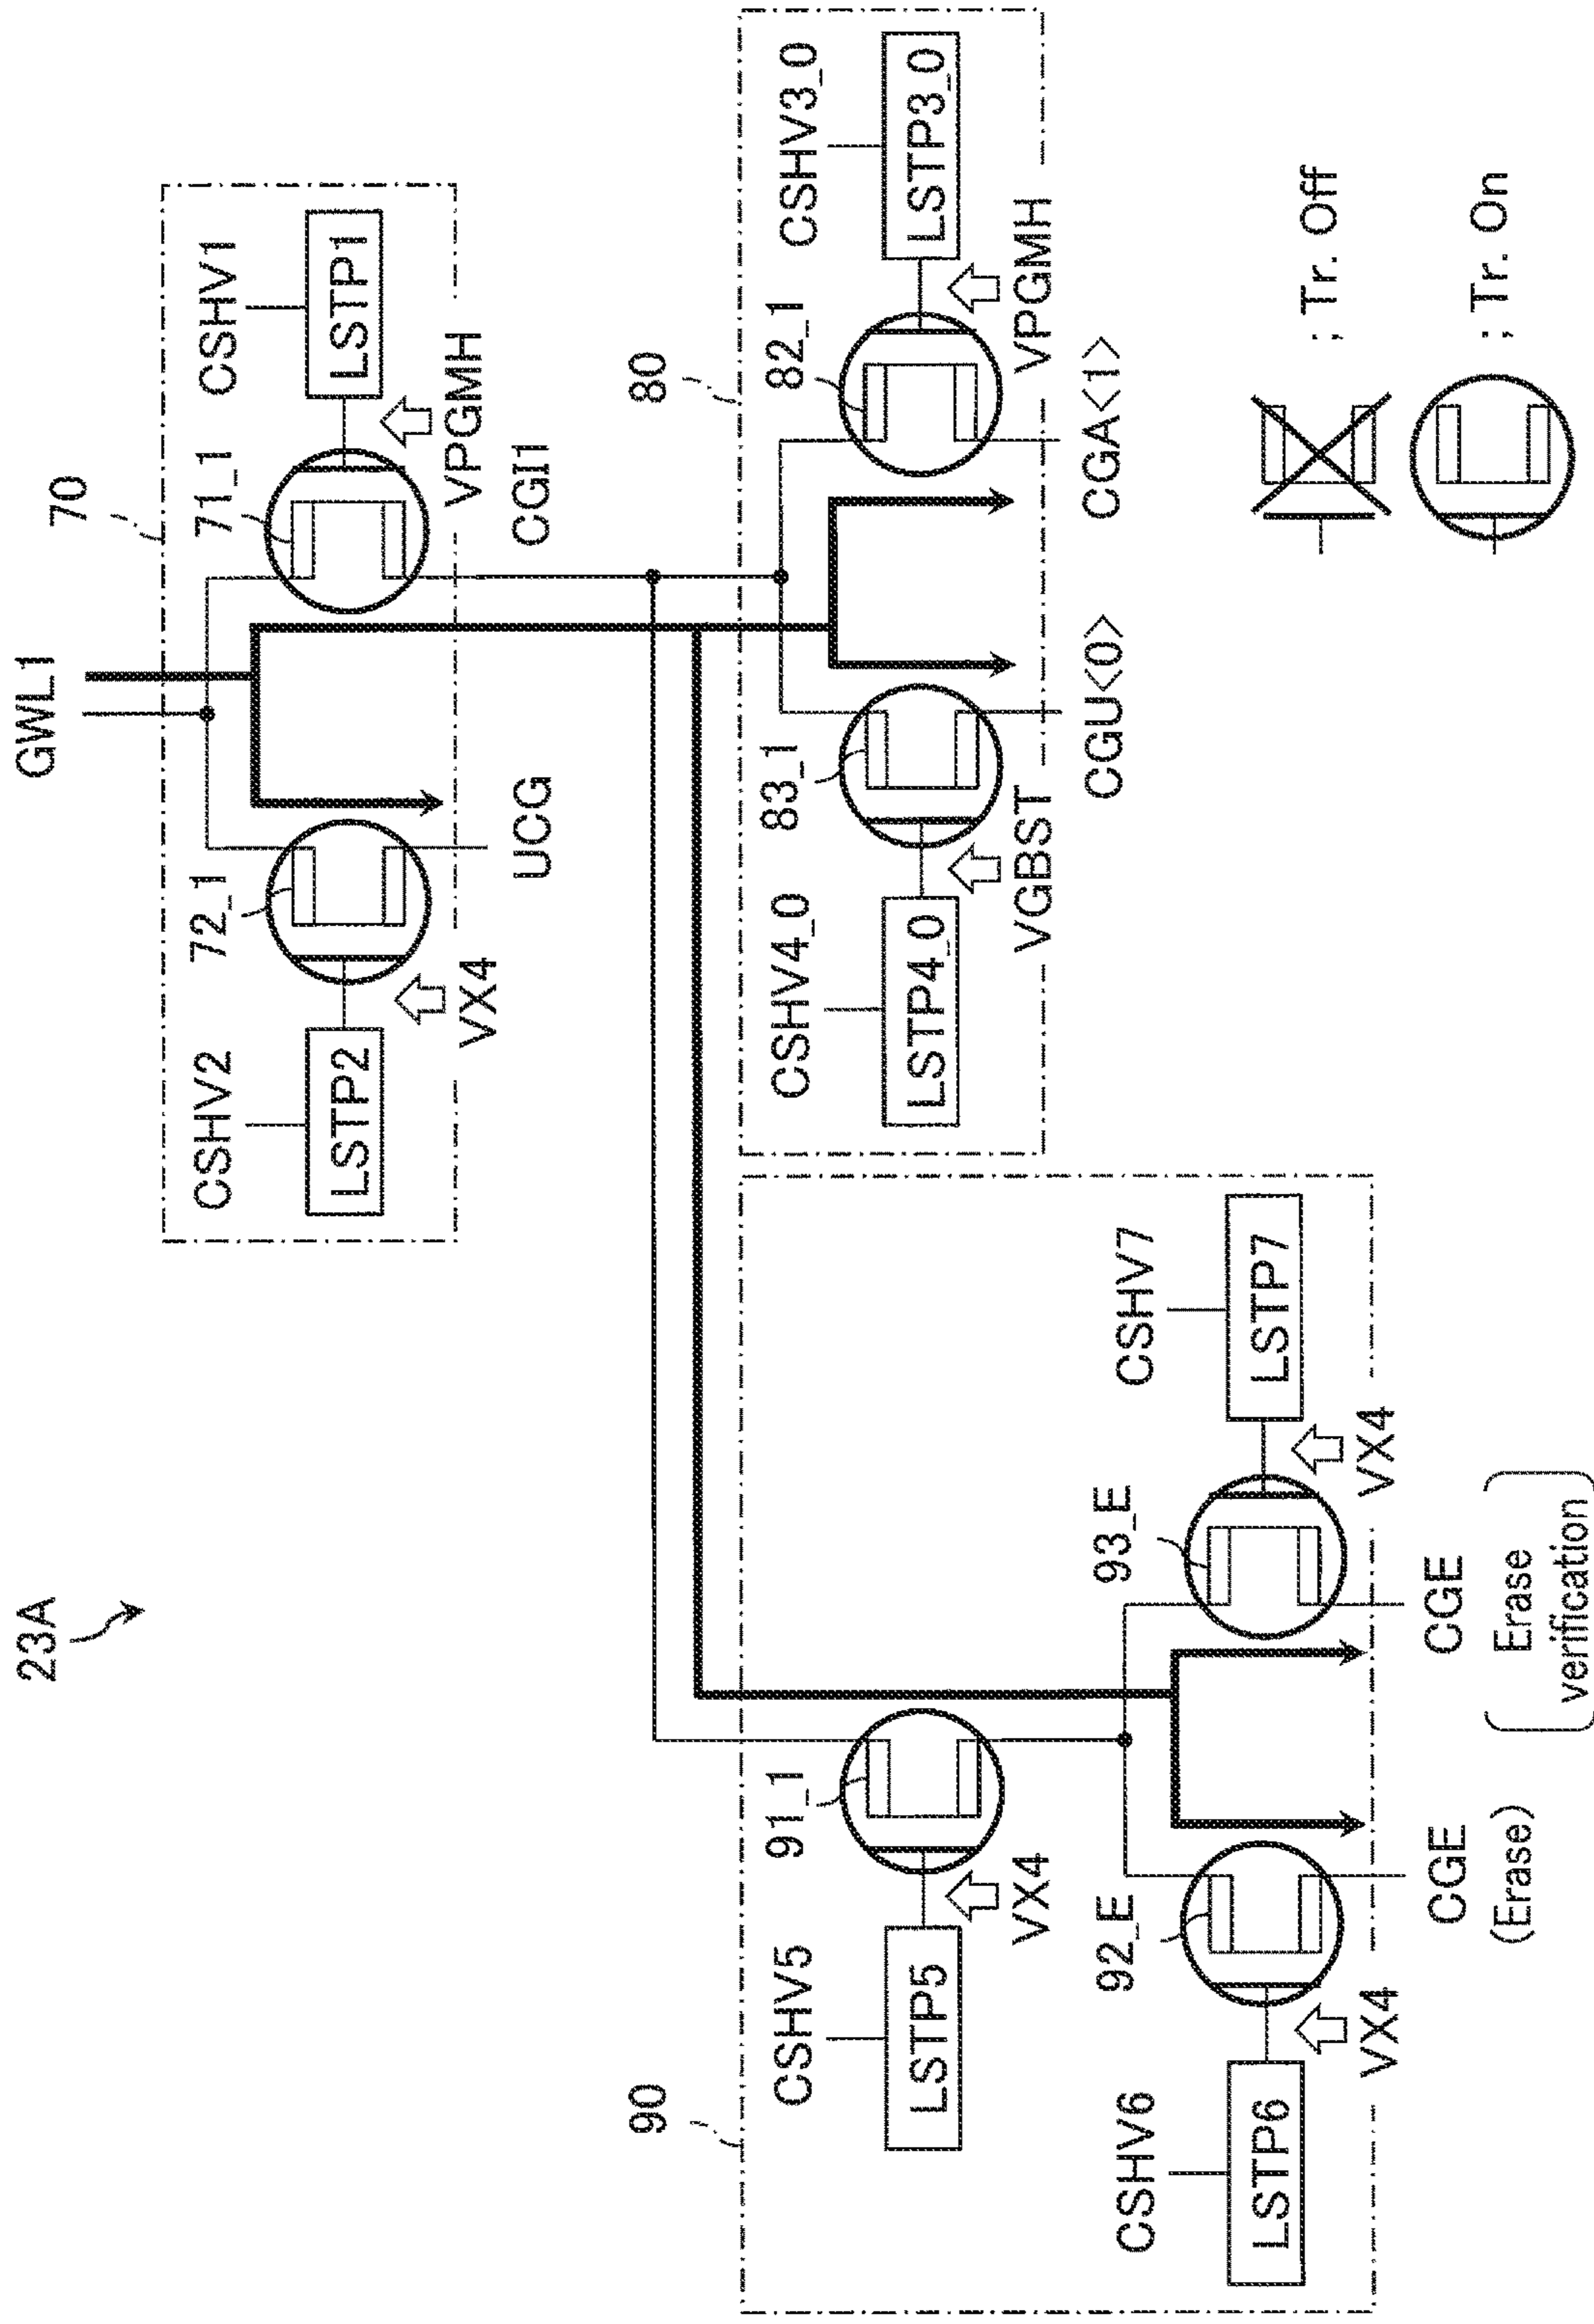 23A
GWL1
70
CSHV2
72_1
71_1
CSHV1
LSTP2
LSTP1
VX4
VPGMH
UCG
CGI1
90
80
CSHV5
91_1
CSHV4_0
83_1
82_1
CSHV3_0
LSTP5
LSTP4_0
LSTP3_0
VX4
VGBST
VPGMH
CGU<0>
CGA<1>
CSHV6
92_E
93_E
CSHV7
LSTP6
LSTP7
VX4
VX4
CGE
(Erase)
CGE
Erase
verification
; Tr. Off
; Tr. On